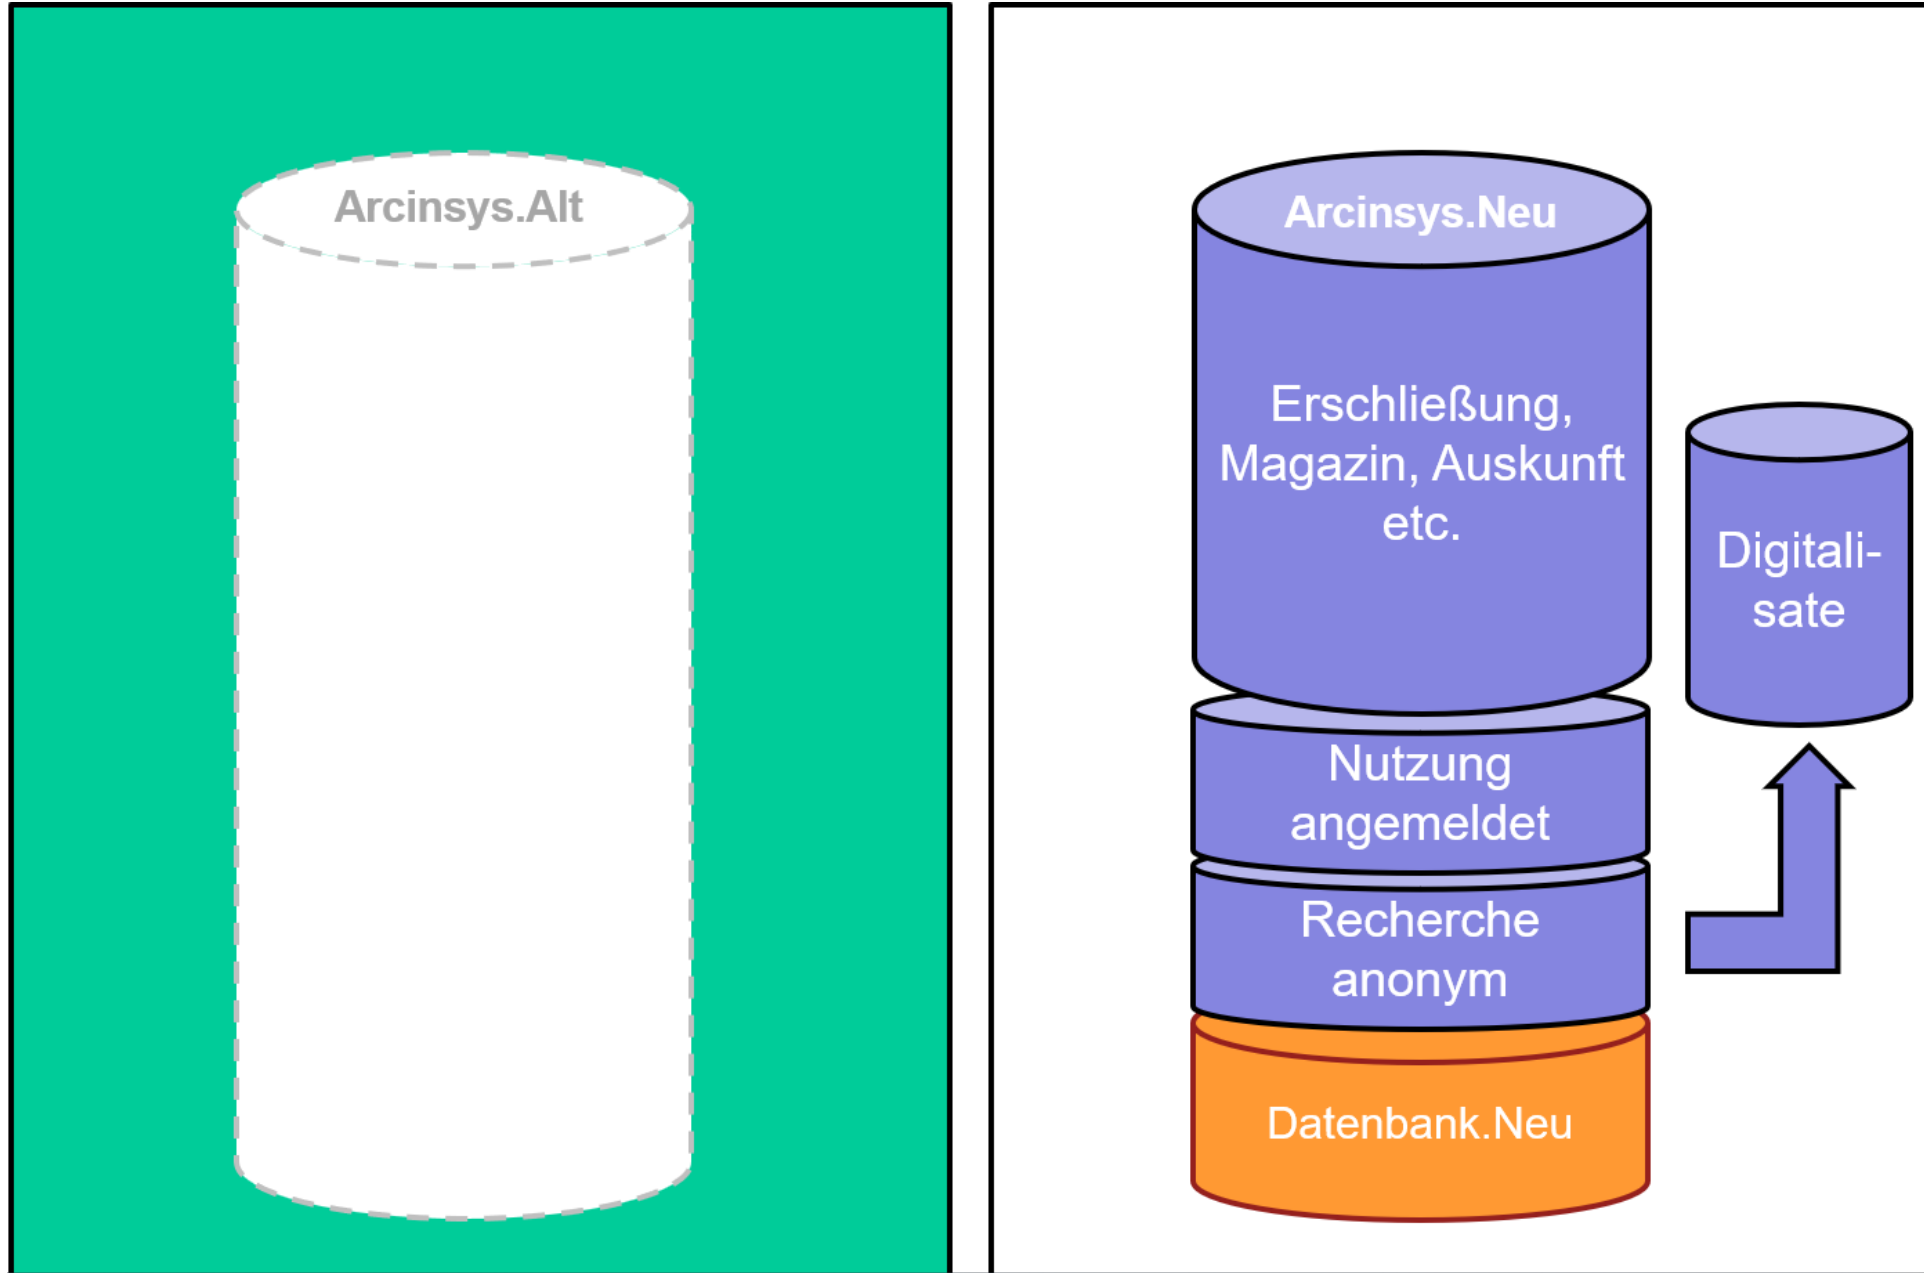 Arcinsys.Alt
Arcinsys.Neu
Erschließung,
Magazin, Auskunft
etc.
Digitali-
sate
Nutzung
angemeldet
Recherche
anonym
Datenbank.Neu